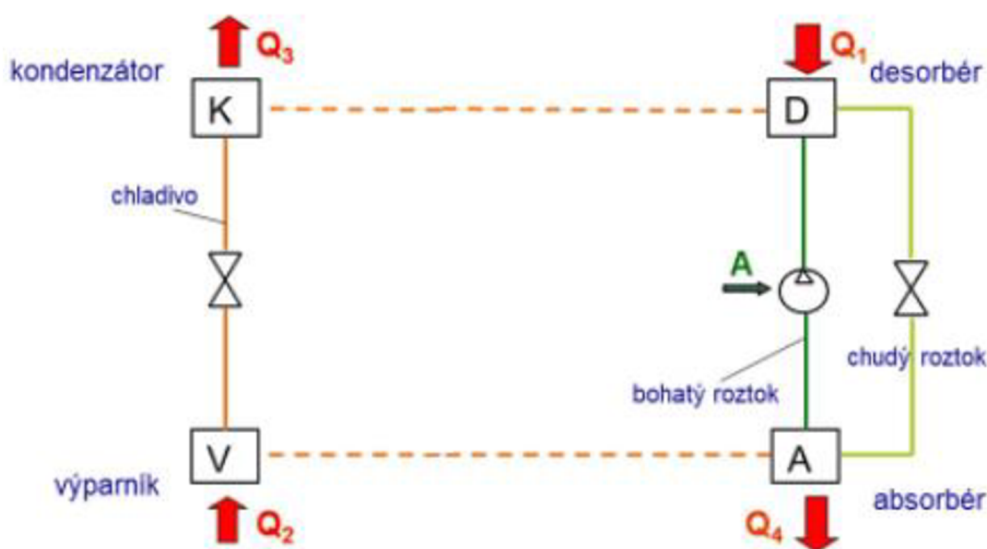 Q₃
Q₁
kondenzátor
K
D
desorbér
chladivo
A
chudý roztok
bohatý roztok
V
A
výparník
Q₂
Q₄
absorbér